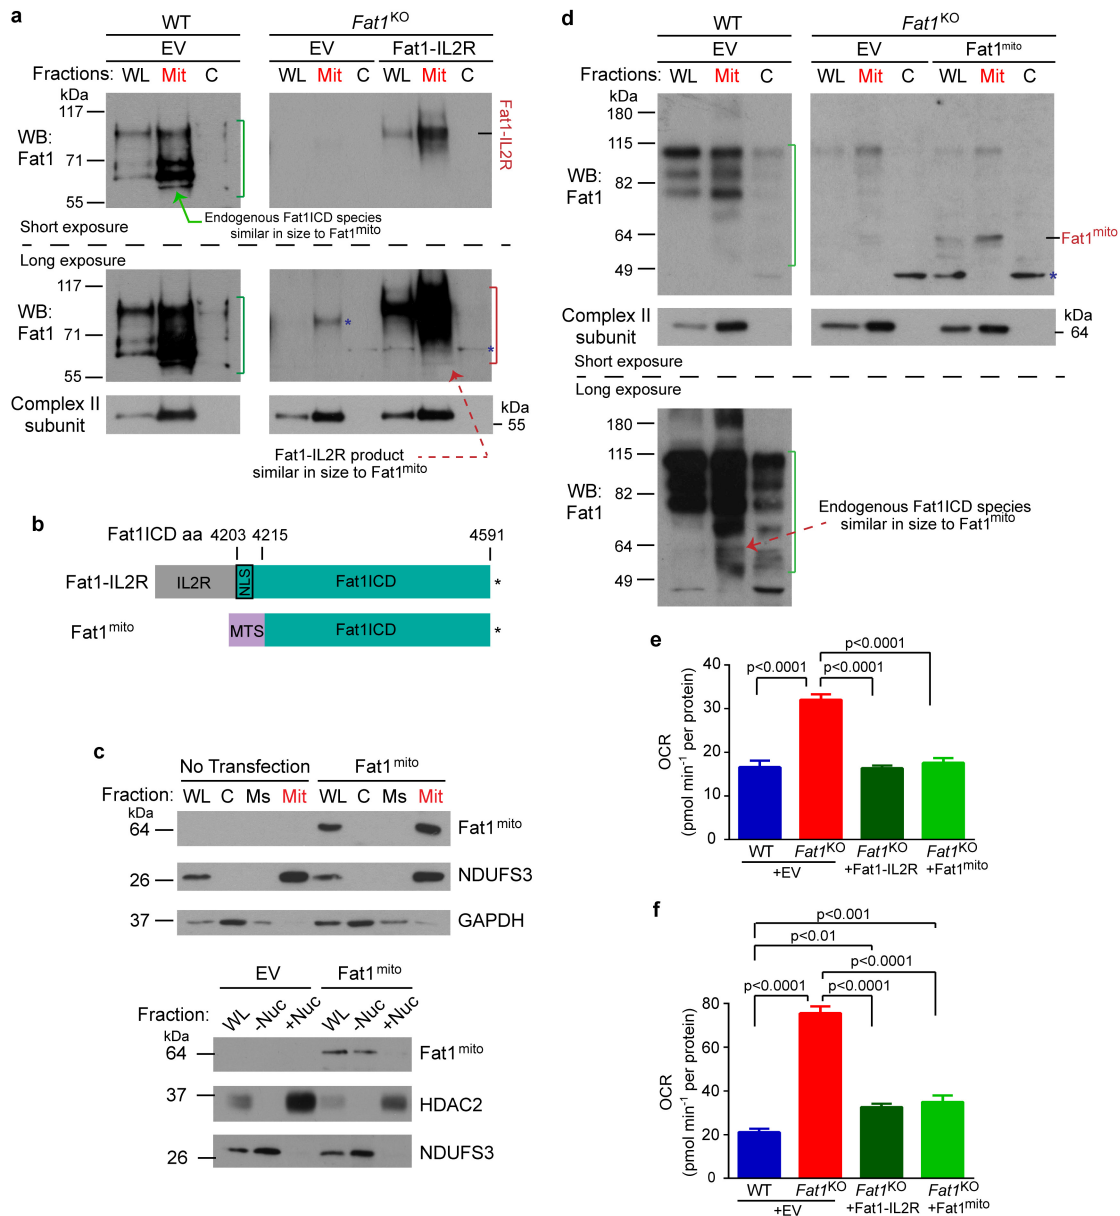 a
WT
Fat1KO
EV
EV
Fat1-IL2R
Fractions: WL Mit C WL Mit C WL Mit C
kDa
117
WB:
Fat1
71
55
Fat1-IL2R
Short exposure
Endogenous Fat1ICD species
similar in size to Fat1mito
Long exposure
117
WB:
Fat1
71
55
*
*
Complex II
subunit
kDa
55
Fat1-IL2R product
similar in size to Fat1mito
b
Fat1ICD aa 4203 4215 4591
Fat1-IL2R IL2R NLS Fat1ICD *
Fat1mito MTS Fat1ICD *
c
No Transfection Fat1mito
Fraction: WL C Ms Mit WL C Ms Mit
kDa
64 Fat1mito
26 NDUFS3
37 GAPDH
EV Fat1mito
Fraction: WL -Nuc +Nuc WL -Nuc +Nuc
kDa
64 Fat1mito
37 HDAC2
26 NDUFS3
d
WT
Fat1KO
EV
EV
Fat1mito
Fractions: WL Mit C WL Mit C WL Mit C
kDa
180
115
WB:
Fat1
82
64
49
Fat1mito
*
Complex II
subunit
kDa
64
Short exposure
Long exposure
180
115
WB:
Fat1
82
64
49
Endogenous Fat1ICD species
similar in size to Fat1mito
e
p<0.0001
p<0.0001 p<0.0001
OCR
(pmol min-1 per protein)
40
30
20
10
0
WT Fat1KO Fat1KO Fat1KO
+EV +Fat1-IL2R +Fat1mito
f
p<0.001
p<0.01
p<0.0001
p<0.0001 p<0.0001
OCR
(pmol min-1 per protein)
80
60
40
20
0
WT Fat1KO Fat1KO Fat1KO
+EV +Fat1-IL2R +Fat1mito